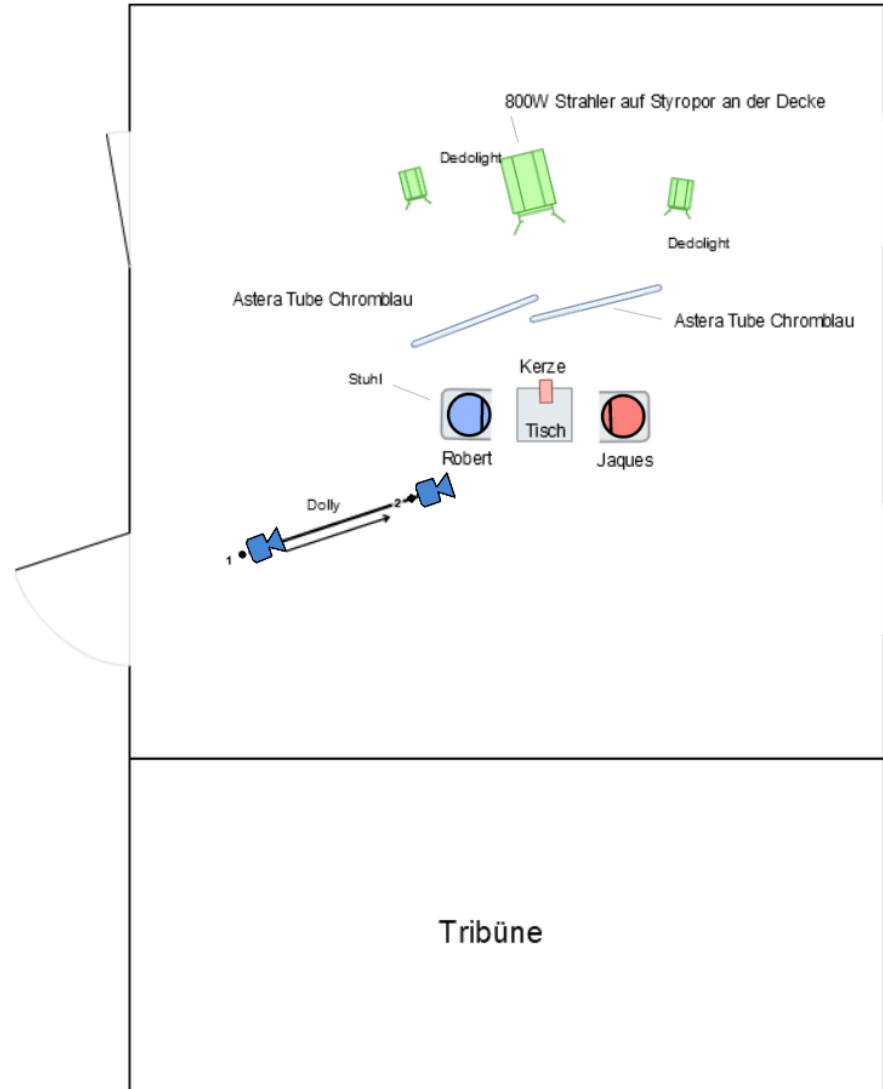 800W Strahler auf Styropor an der Decke
Dedolight
Dedolight
Astera Tube Chromblau
Astera Tube Chromblau
Kerze
Stuhl
Tisch
Robert
Jaques
Dolly
2
1
Tribüne